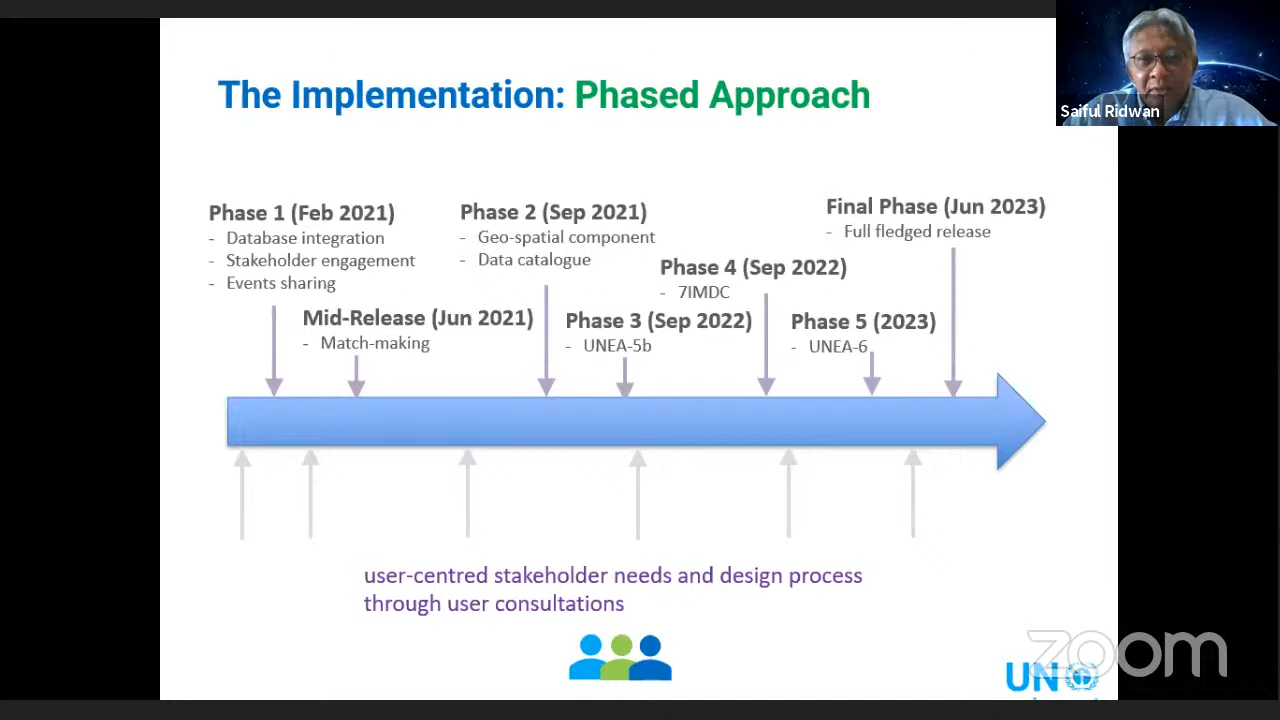 The Implementation: Phased Approach
Saiful Ridwan
Phase 1 (Feb 2021)
- Database integration
- Stakeholder engagement
- Events sharing
Mid-Release (Jun 2021)
- Match-making
Phase 2 (Sep 2021)
- Geo-spatial component
- Data catalogue
Phase 3 (Sep 2022)
- UNEA-5b
Phase 4 (Sep 2022)
- 7IMDC
Phase 5 (2023)
- UNEA-6
Final Phase (Jun 2023)
- Full fledged release
user-centred stakeholder needs and design process
through user consultations
zoom
UN